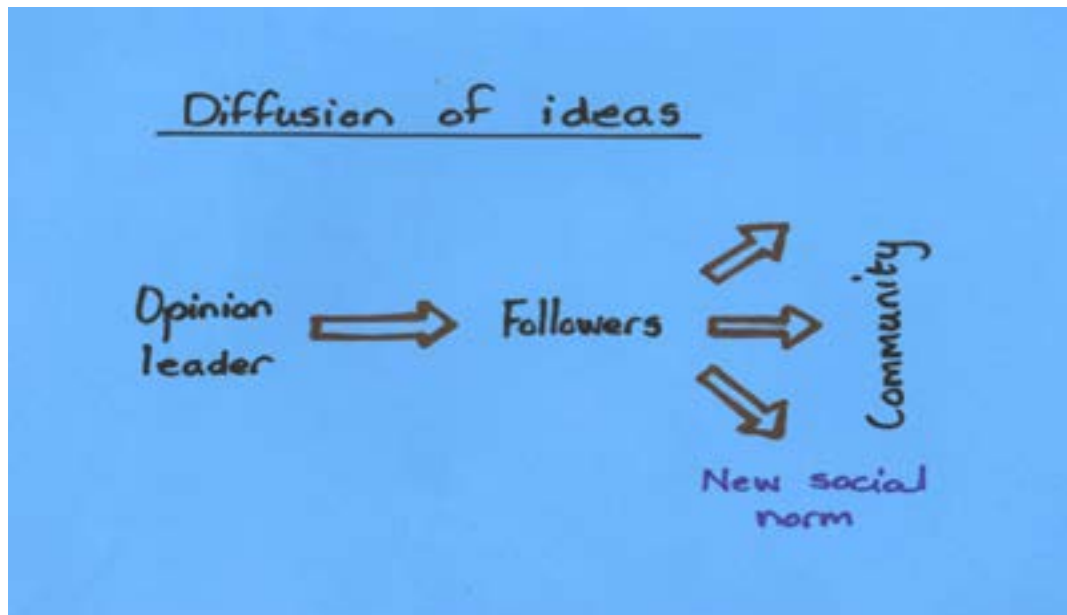 Diffusion of ideas
Opinion
leader
Followers
Community
New social
norm